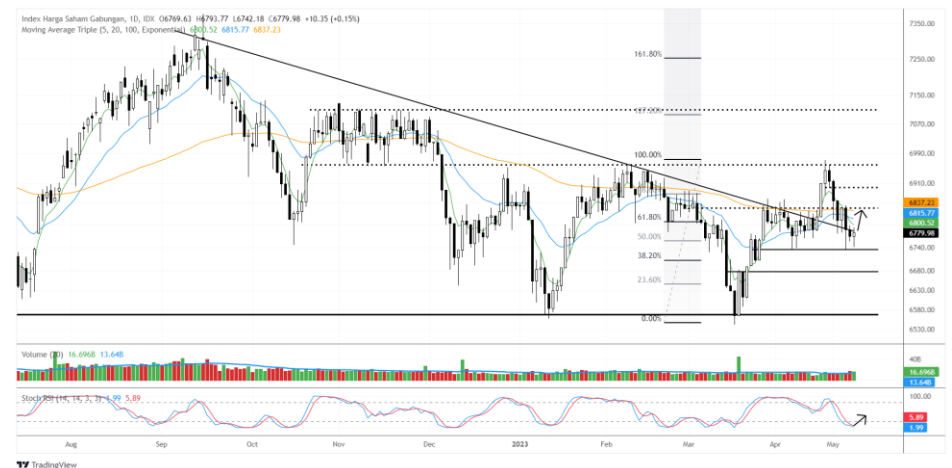 Index Harga Saham Gabungan, 1D, IDX O6769.63 H6793.77 L6742.18 C6779.98 +10.35 (+0.15%)
Moving Average Triple (5, 20, 100, Exponential) 6800.52 6815.77 6837.23
7350.00
7250.00
161.80%
7150.00
127.20%
7070.00
100.00%
6990.00
6910.00
6837.23
61.80%
6815.77
6800.52
6779.98
50.00%
6740.00
38.20%
6680.00
23.60%
6630.00
0.00%
6580.00
6530.00
Volume (20) 16.696B 13.64B
40B
16.696B
13.64B
Stoch RSI (14, 14, 3, 3) 1.99 5.89
100.00
5.89
1.99
Aug Sep Oct Nov Dec 2023 Feb Mar Apr May
TradingView